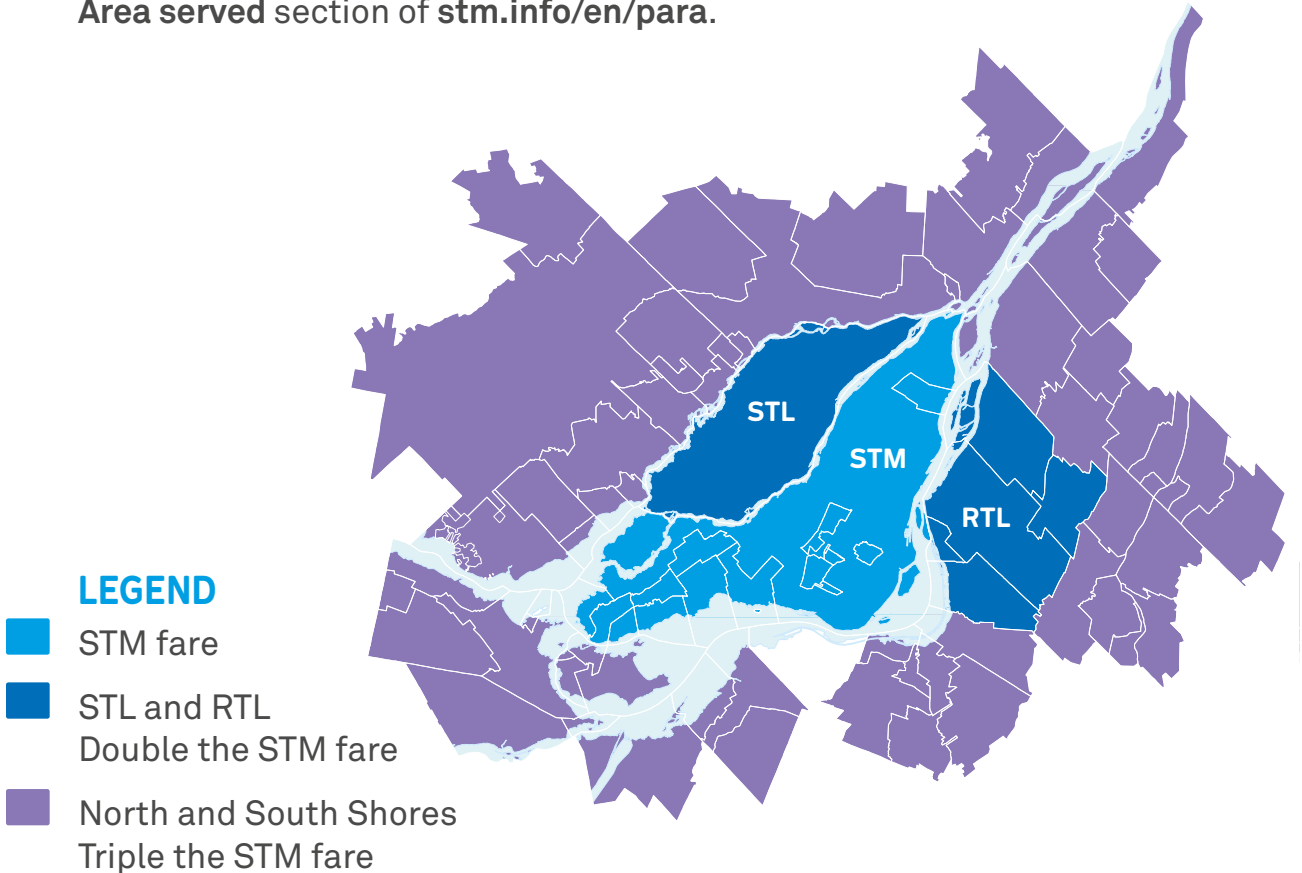 Area served section of stm.info/en/para.
STL
STM
RTL
LEGEND
STM fare
STL and RTL
Double the STM fare
North and South Shores
Triple the STM fare